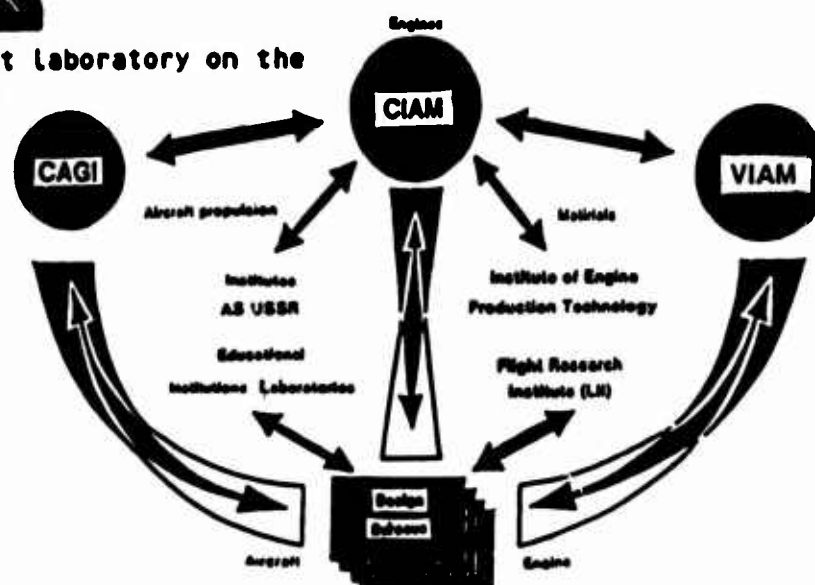 Engines
t laboratory on the
CIAM
CAGI
VIAM
Aircraft propulsion
Materials
Institutes
AS USSR
Institute of Engine
Production Technology
Educational
Institutions Laboratories
Flight Research
Institute (LII)
Design
Bureaus
Aircraft
Engine